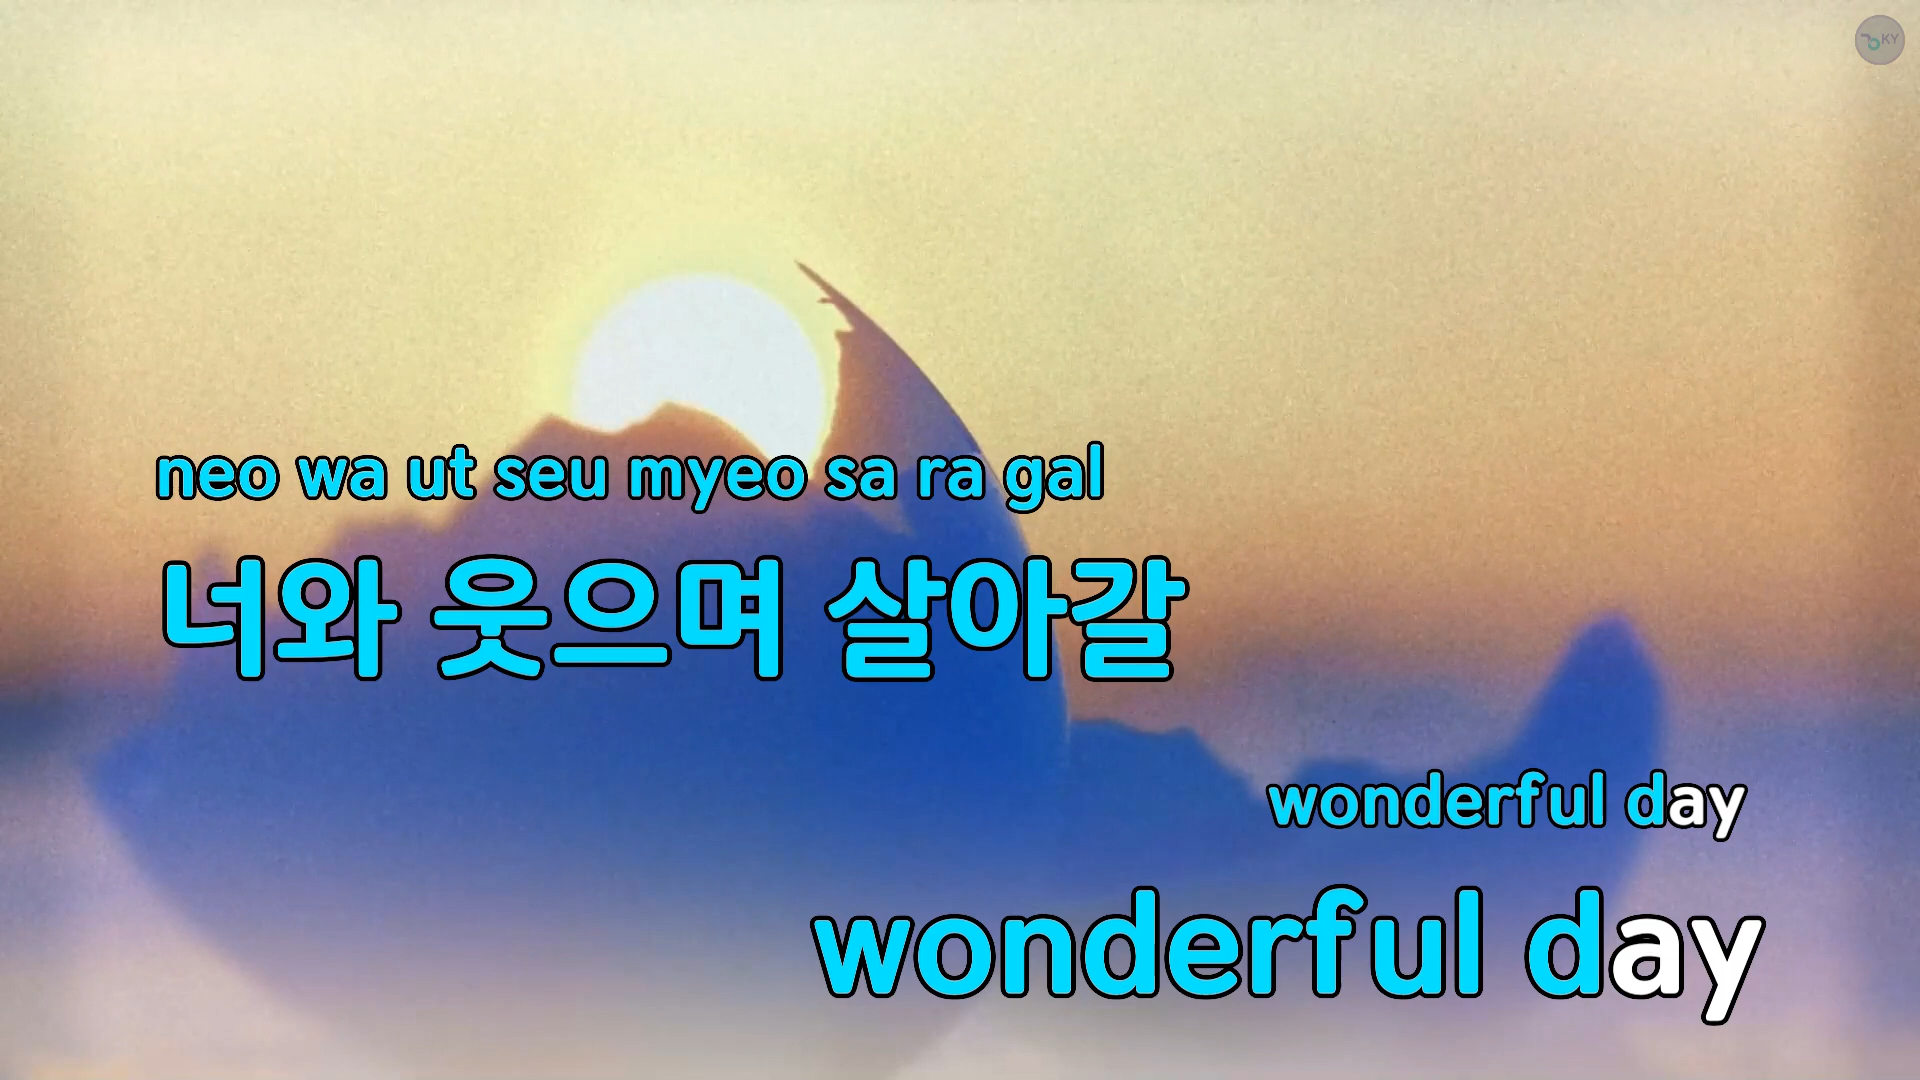 KY
neo wa ut seu myeo sa ra gal
너와 웃으며 살아갈
wonderful day
wonderful day